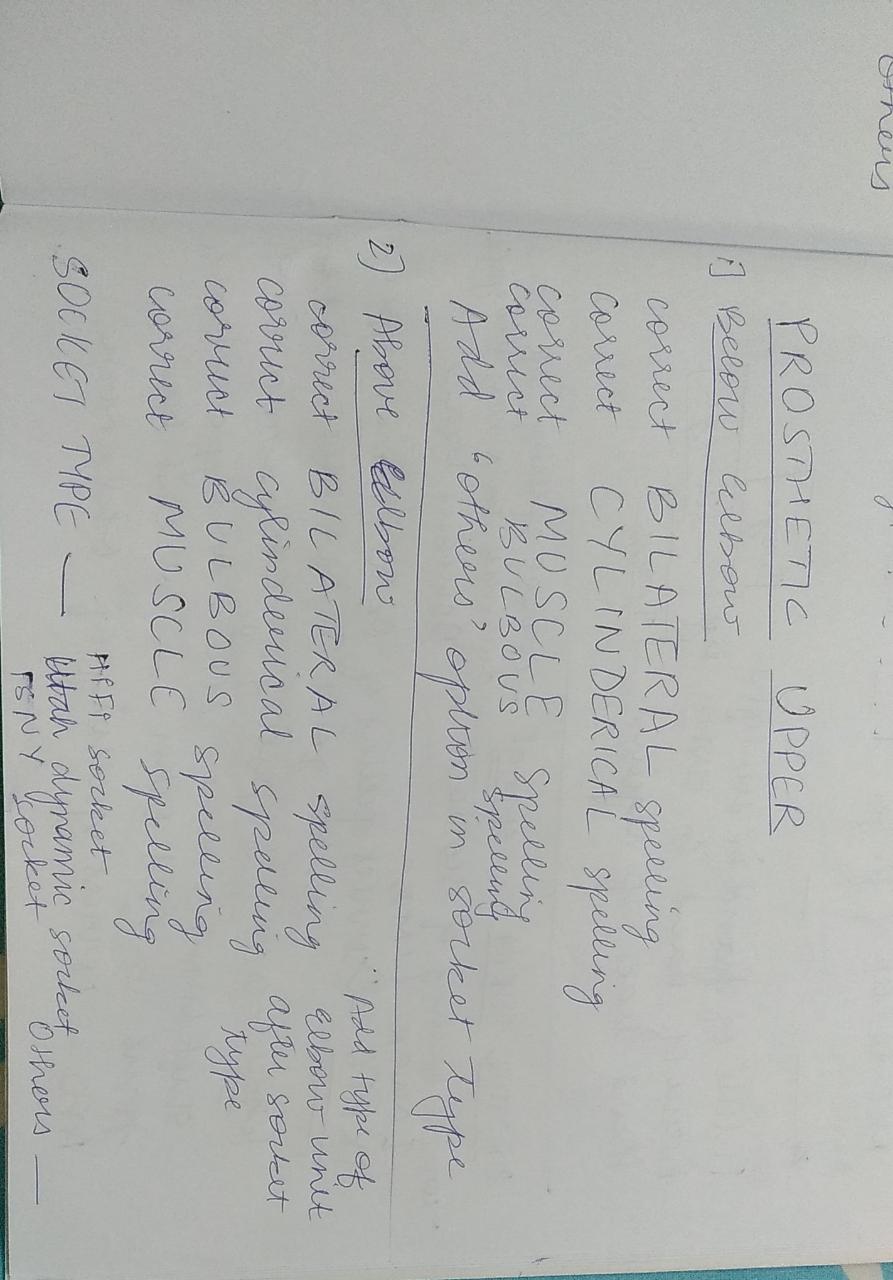 others
PROSTHETIC UPPER
1] Below Elbow
correct BILATERAL spelling
correct CYLINDERICAL spelling
correct MUSCLE spelling
correct BULBOUS spelling
Add 'others' option in socket type
2] Above Elbow
correct BILATERAL spelling
correct cylinderical spelling
correct BULBOUS spelling
correct MUSCLE spelling
Add type of
Elbow unit
after socket
type
SOCKET TYPE —
HiFi socket
Utah dynamic socket
ISNY socket
Others —